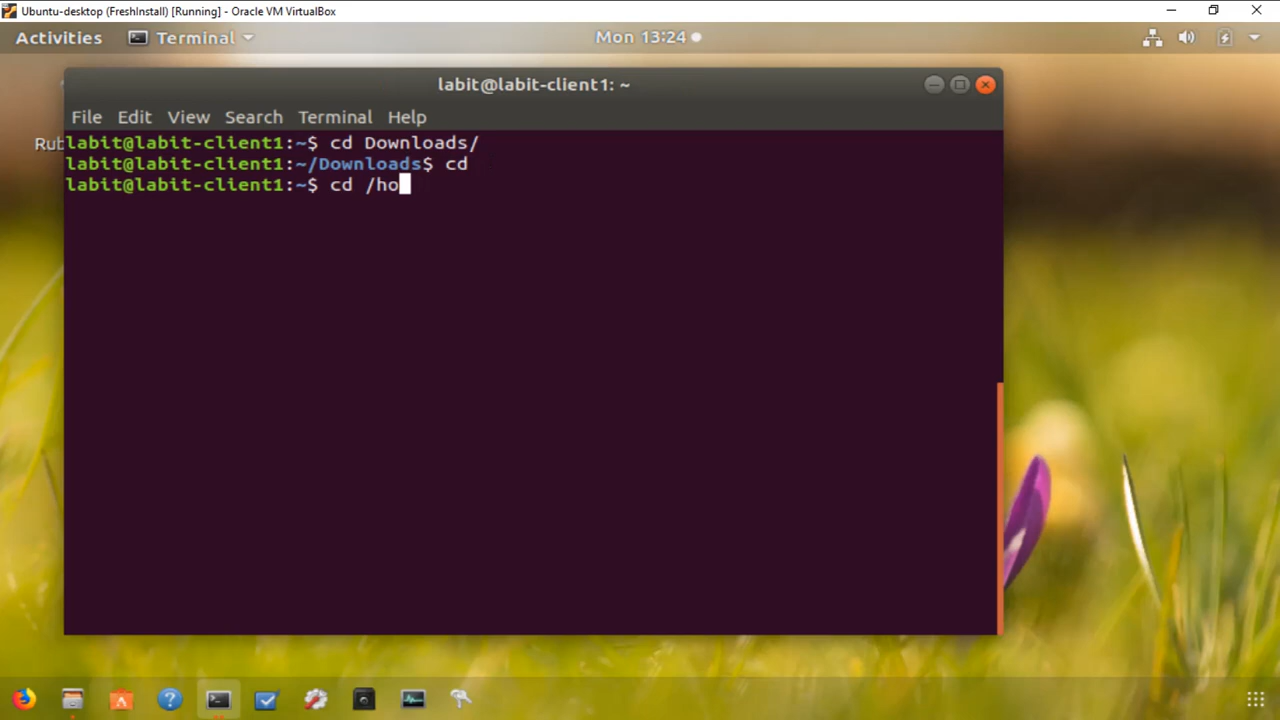 Ubuntu-desktop (FreshInstall) [Running] - Oracle VM VirtualBox
Activities Terminal Mon 13:24
labit@labit-client1: ~
File Edit View Search Terminal Help
Rub
labit@labit-client1:~$ cd Downloads/
labit@labit-client1:~/Downloads$ cd
labit@labit-client1:~$ cd /ho